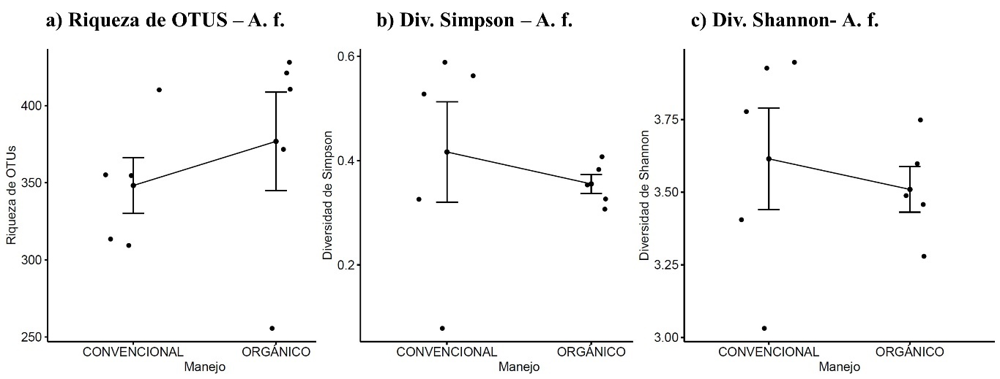 a) Riqueza de OTUS – A. f.
Riqueza de OTUs
400
350
300
250
CONVENCIONAL ORGÁNICO
Manejo
b) Div. Simpson – A. f.
Diversidad de Simpson
0.6
0.4
0.2
CONVENCIONAL ORGÁNICO
Manejo
c) Div. Shannon- A. f.
Diversidad de Shannon
3.75
3.50
3.25
3.00
CONVENCIONAL ORGÁNICO
Manejo